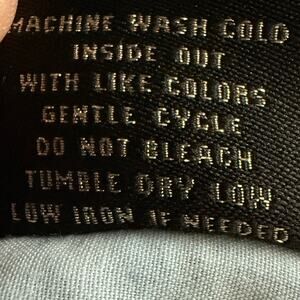 MACHINE WASH COLD
INSIDE OUT
WITH LIKE COLORS
GENTLE CYCLE
DO NOT BLEACH
TUMBLE DRY LOW
LOW IRON IF NEEDED